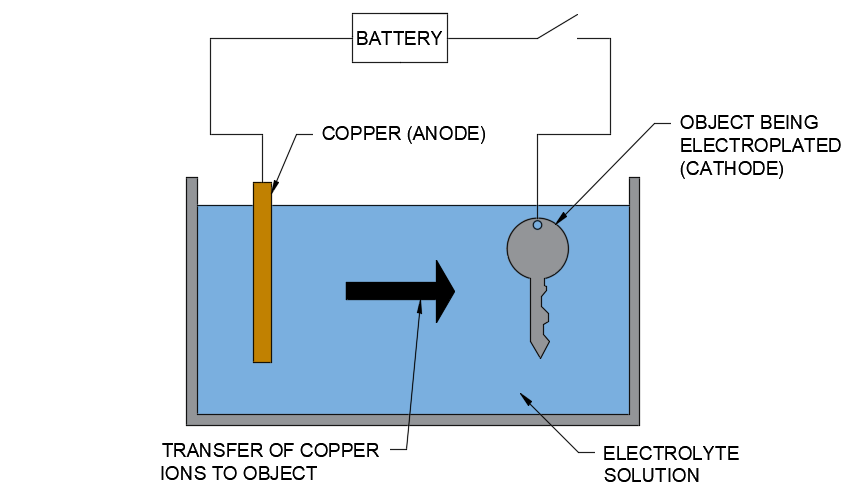 BATTERY
COPPER (ANODE)
OBJECT BEING
ELECTROPLATED
(CATHODE)
TRANSFER OF COPPER
IONS TO OBJECT
ELECTROLYTE
SOLUTION